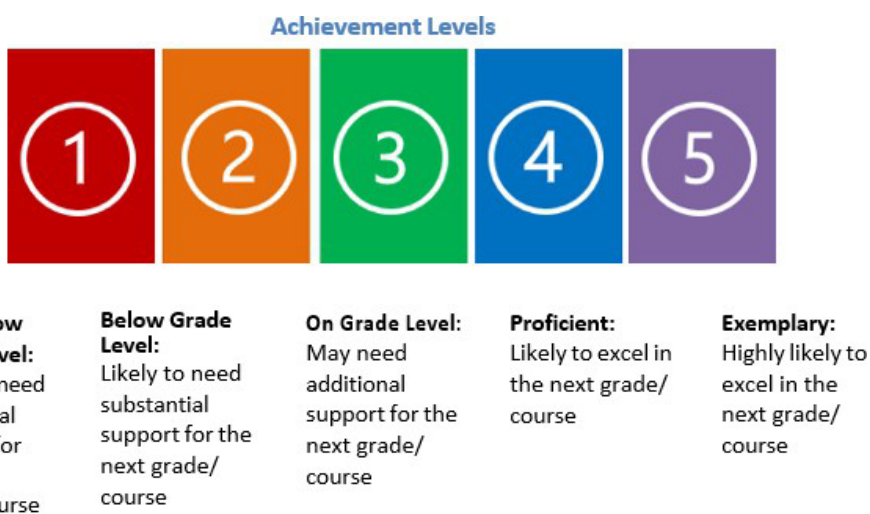 Achievement Levels
1
2
3
4
5
Below Grade
Level:
Likely to need
substantial
support for the
next grade/
course
On Grade Level:
May need
additional
support for the
next grade/
course
Proficient:
Likely to excel in
the next grade/
course
Exemplary:
Highly likely to
excel in the
next grade/
course